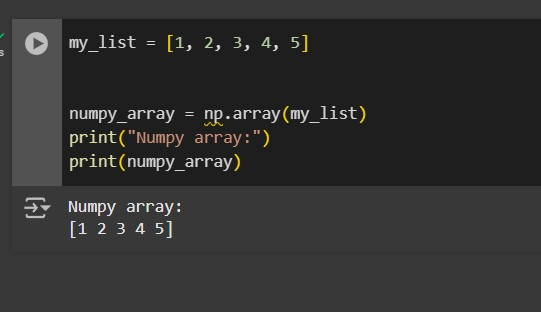 my_list = [1, 2, 3, 4, 5]
numpy_array = np.array(my_list)
print("Numpy array:")
print(numpy_array)
Numpy array:
[1 2 3 4 5]